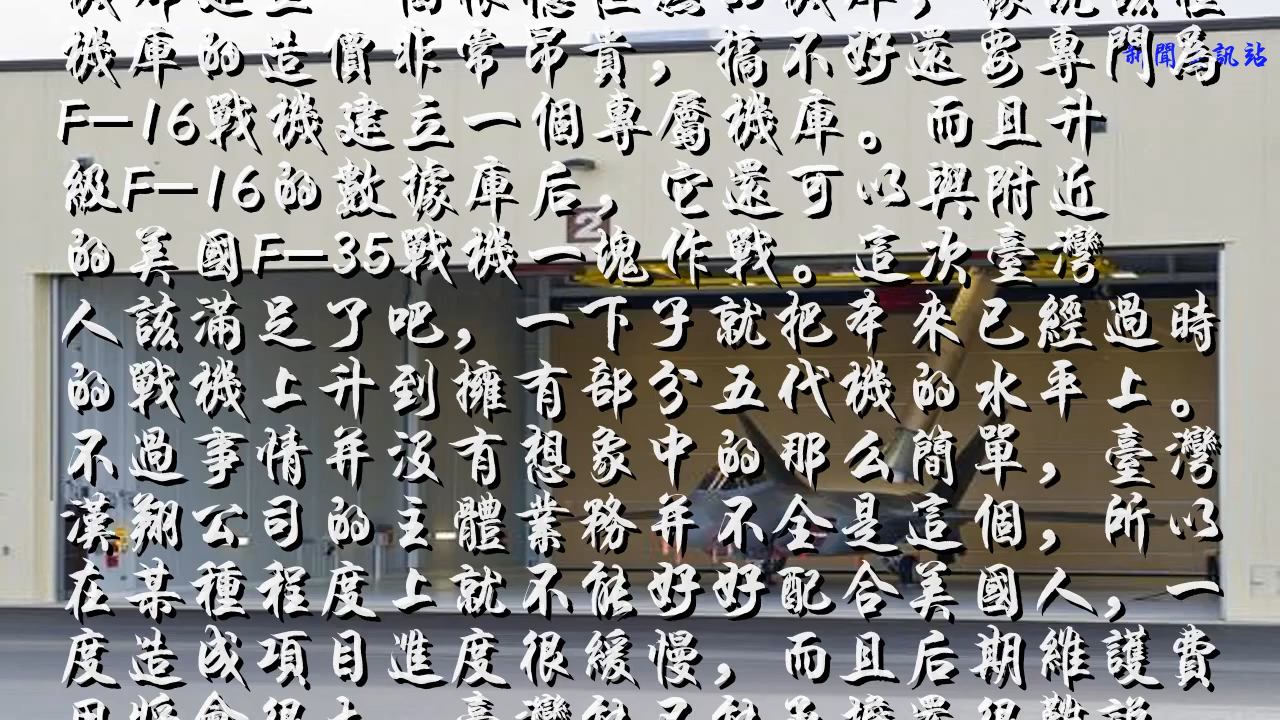 機庫的造價非常昂貴，搞不好還要專門為
F-16戰機建立一個專屬機庫。而且升
級F-16的數據庫后，它還可以與附近
的美國F-35戰機一塊作戰。這次臺灣
人該滿足了吧，一下子就把本來已經過時
的戰機上升到擁有部分五代機的水平上。
不過事情并沒有想象中的那么簡單，臺灣
漢翔公司的主體業務并不全是這個，所以
在某種程度上就不能好好配合美國人，一
度造成項目進度很緩慢，而且后期維護費
新聞 訊站
2